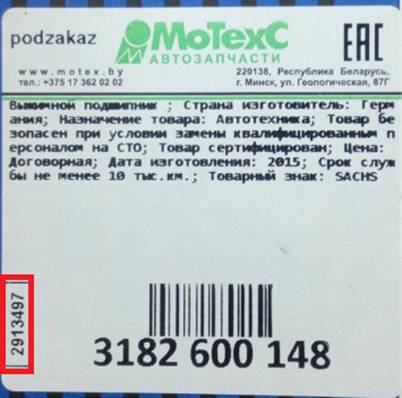 podzakaz
МоТехС
АВТОЗАПЧАСТИ
EAC
www.motex.by
тел.: +375 17 362 02 02
220138, Республика Беларусь,
г. Минск, ул. Геологическая, 87Г
Выжимной подшипник ; Страна изготовитель: Герм
ания; Назначение товара: Автотехника; Товар бе
зопасен при условии замены квалифицированным п
ерсоналом на СТО; Товар сертифицирован; Цена:
Договорная; Дата изготовления: 2015; Срок служ
бы не менее 10 тыс.км.; Товарный знак: SACHS
2913497
3182 600 148